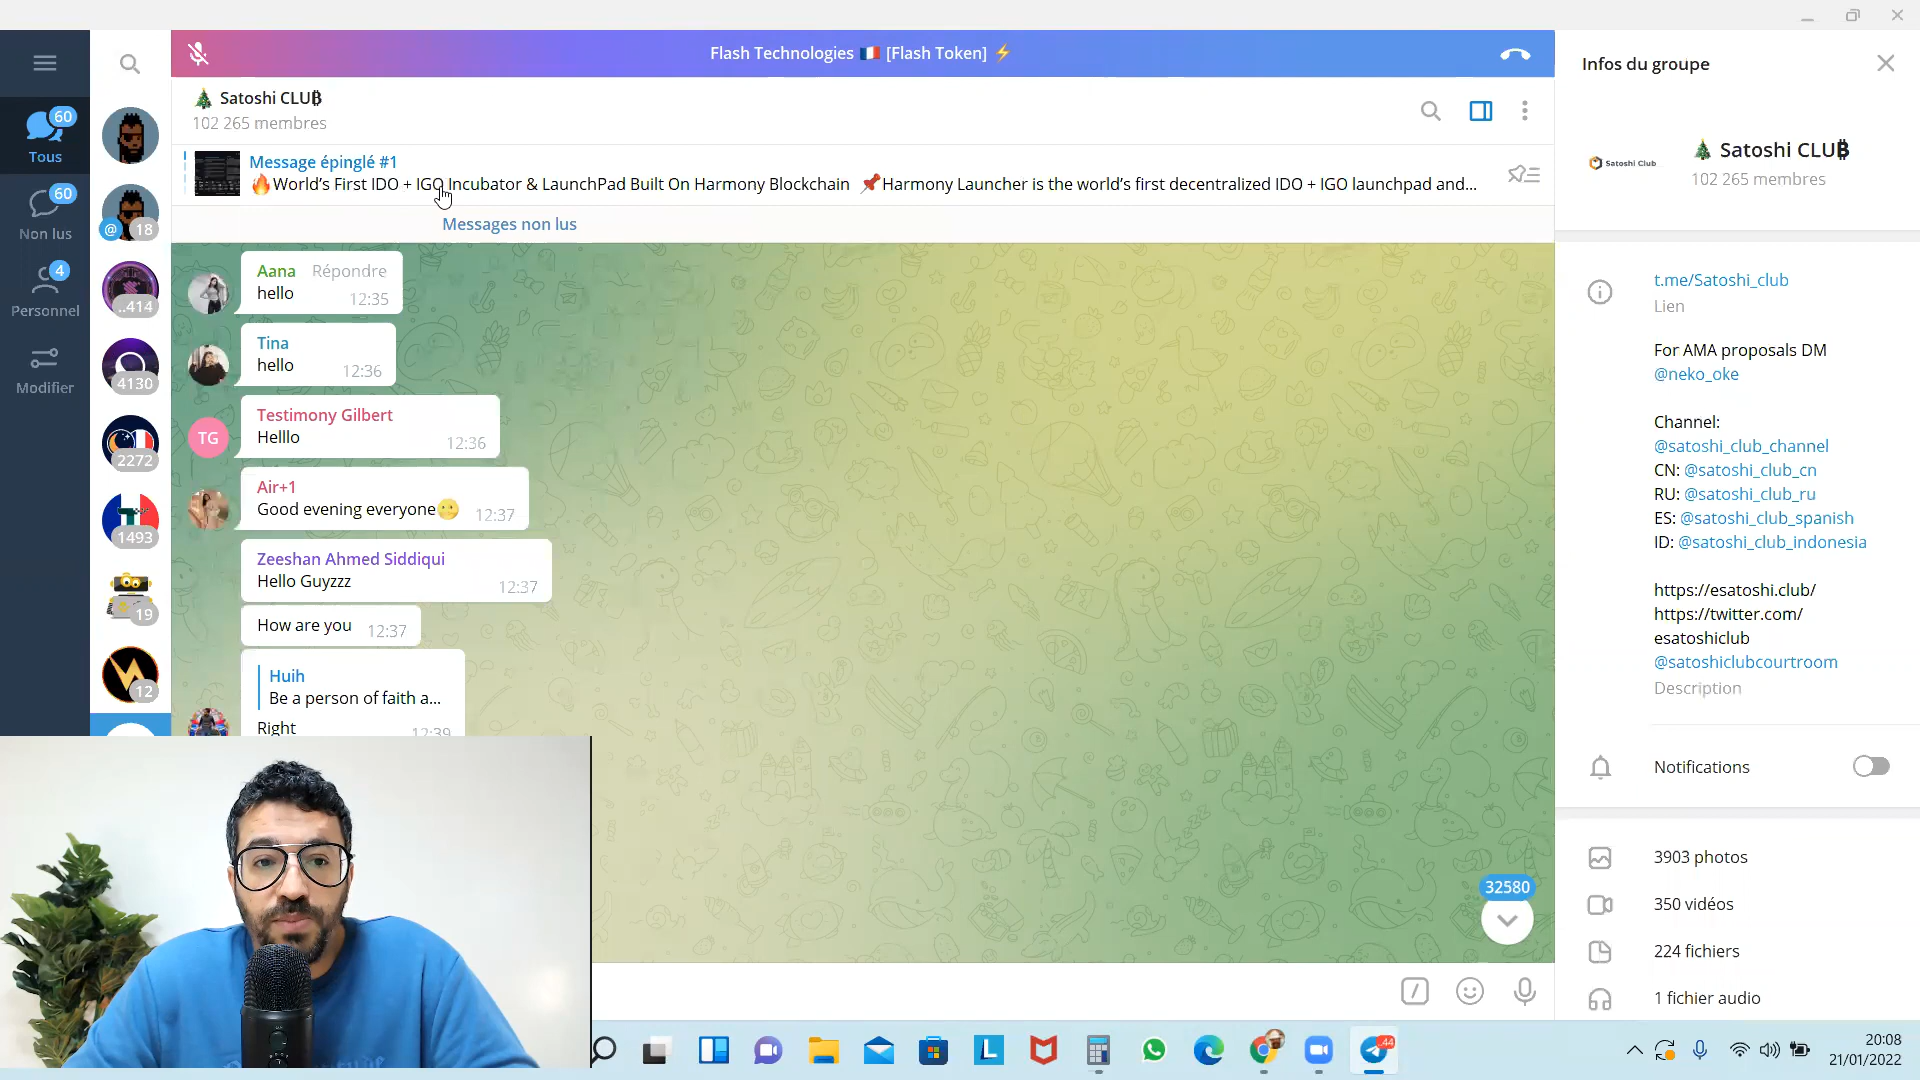 Flash Technologies 🇫🇷 [Flash Token] ⚡
Infos du groupe
60
Tous
60
Non lus
4
Personnel
Modifier
@ 18
..414
4130
2272
1493
19
12
🎄 Satoshi CLU₿
102 265 membres
Message épinglé #1
🔥World's First IDO + IGO Incubator & LaunchPad Built On Harmony Blockchain 📌Harmony Launcher is the world's first decentralized IDO + IGO launchpad and...
Messages non lus
Aana Répondre
hello 12:35
Tina
hello 12:36
TG
Testimony Gilbert
Helllo 12:36
Air+1
Good evening everyone 12:37
Zeeshan Ahmed Siddiqui
Hello Guyzzz 12:37
How are you 12:37
Huih
Be a person of faith a...
Right 12:39
32580
Satoshi Club
🎄 Satoshi CLU₿
102 265 membres
t.me/Satoshi_club
Lien
For AMA proposals DM
@neko_oke
Channel:
@satoshi_club_channel
CN: @satoshi_club_cn
RU: @satoshi_club_ru
ES: @satoshi_club_spanish
ID: @satoshi_club_indonesia
https://esatoshi.club/
https://twitter.com/
esatoshiclub
@satoshiclubcourtroom
Description
Notifications
3903 photos
350 vidéos
224 fichiers
1 fichier audio
L
..44
20:08
21/01/2022